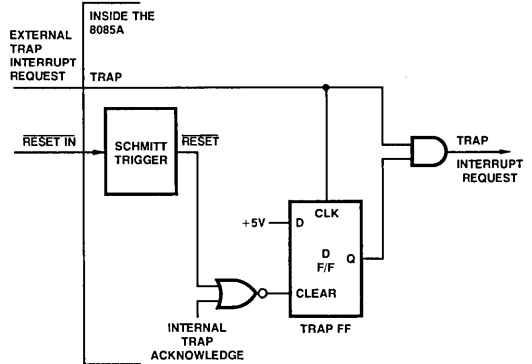 INSIDE THE
8085A
EXTERNAL
TRAP
INTERRUPT
REQUEST
TRAP
RESET IN
SCHMITT
TRIGGER
RESET
TRAP
INTERRUPT
REQUEST
CLK
+5V
D
D
F/F
Q
CLEAR
TRAP FF
INTERNAL
TRAP
ACKNOWLEDGE